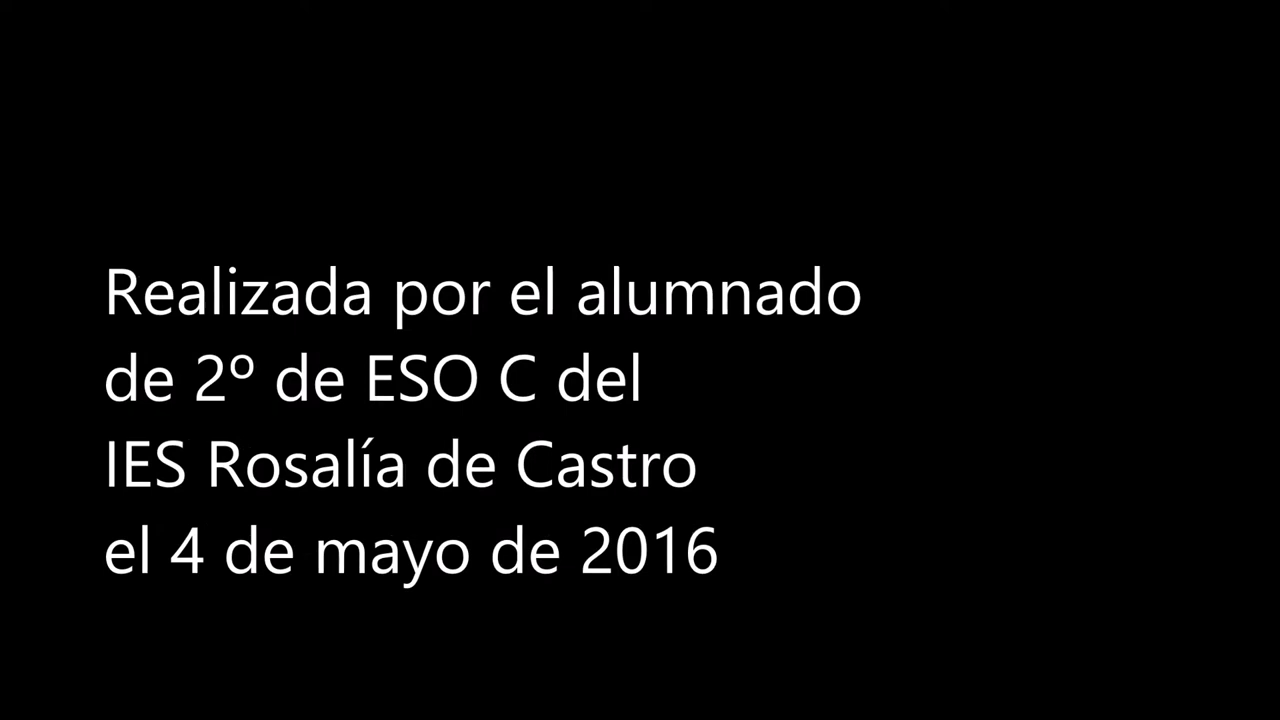 Realizada por el alumnado
de 2º de ESO C del
IES Rosalía de Castro
el 4 de mayo de 2016